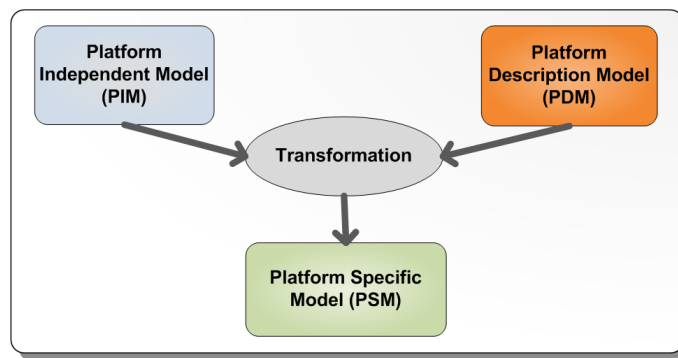 Platform
Independent Model
(PIM)
Platform
Description Model
(PDM)
Transformation
Platform Specific
Model (PSM)